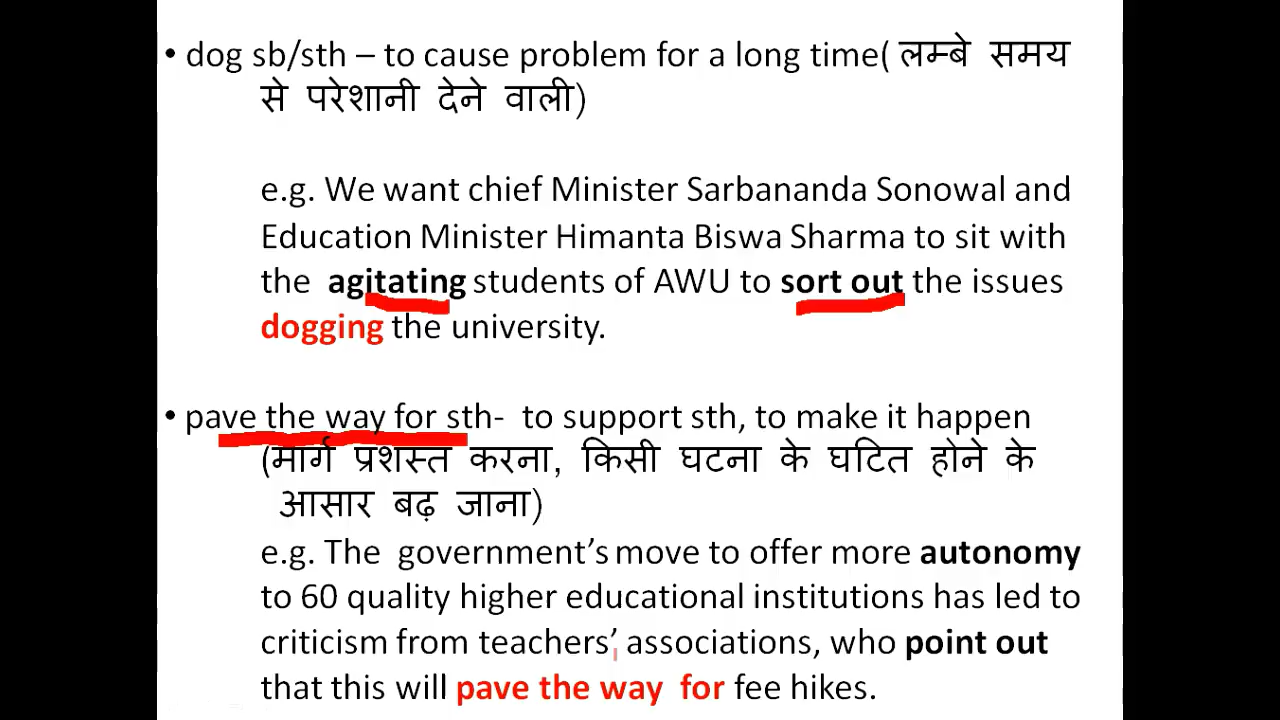 • dog sb/sth – to cause problem for a long time( लम्बे समय
से परेशानी देने वाली)
e.g. We want chief Minister Sarbananda Sonowal and
Education Minister Himanta Biswa Sharma to sit with
the agitating students of AWU to sort out the issues
dogging the university.
• pave the way for sth- to support sth, to make it happen
(मार्ग प्रशस्त करना, किसी घटना के घटित होने के
आसार बढ़ जाना)
e.g. The government’s move to offer more autonomy
to 60 quality higher educational institutions has led to
criticism from teachers’ associations, who point out
that this will pave the way for fee hikes.